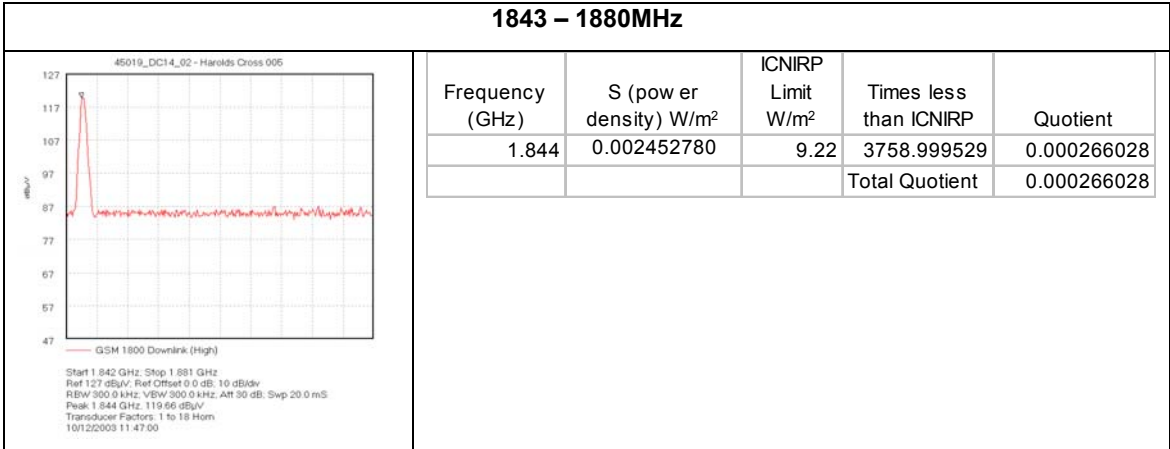 1843 – 1880MHz
45019_DC14_02 - Harolds Cross 005
127
117
107
97
87
77
67
57
47
dBµV
GSM 1800 Downlink (High)
Start 1.842 GHz; Stop 1.881 GHz
Ref 127 dBµV; Ref Offset 0.0 dB; 10 dB/div
RBW 300.0 kHz; VBW 300.0 kHz; Att 30 dB; Swp 20.0 mS
Peak 1.844 GHz, 119.66 dBµV
Transducer Factors: 1 to 18 Horn
10/12/2003 11:47:00
Frequency (GHz) S (pow er density) W/m² ICNIRP Limit W/m² Times less than ICNIRP Quotient
1.844 0.002452780 9.22 3758.999529 0.000266028
Total Quotient 0.000266028